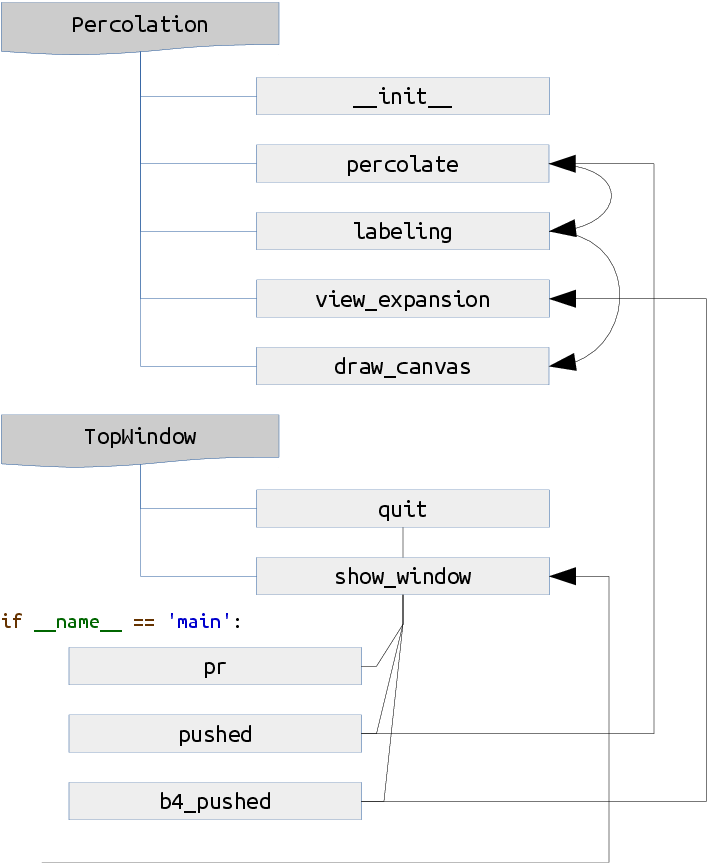 Percolation
__init__
percolate
labeling
view_expansion
draw_canvas
TopWindow
quit
show_window
if __name__ == 'main':
pr
pushed
b4_pushed